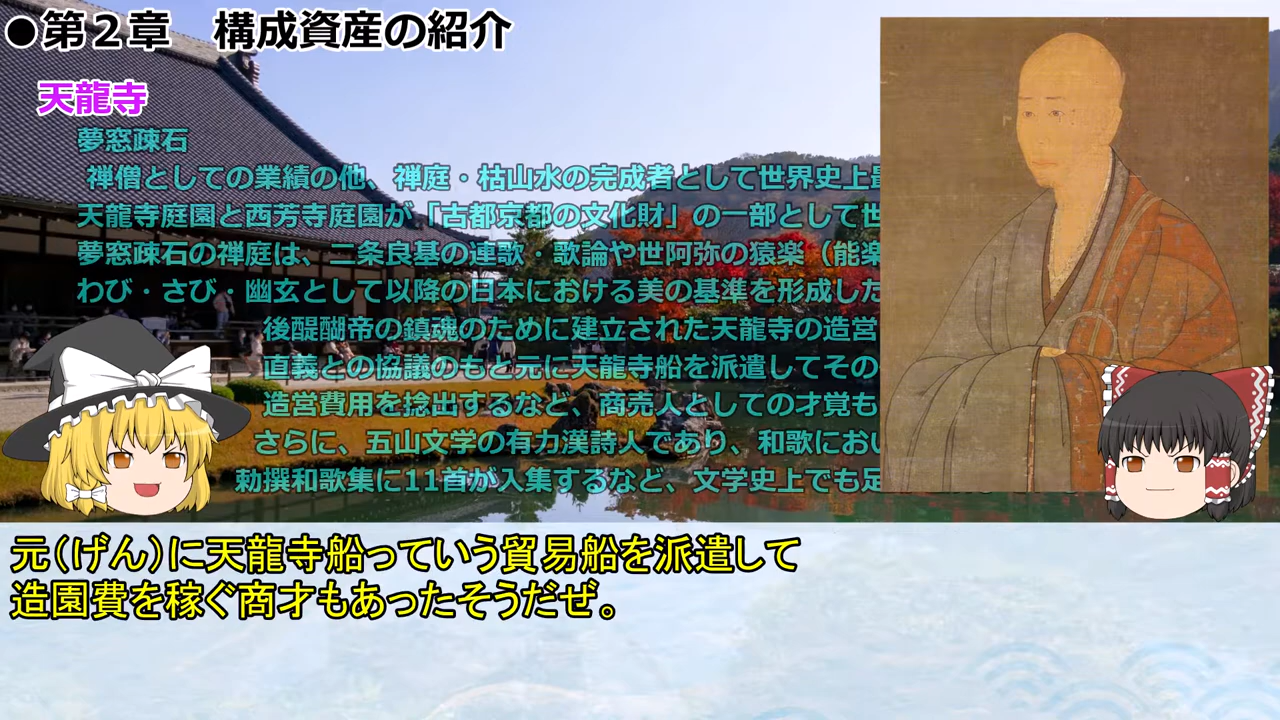 ●第２章　構成資産の紹介
天龍寺
夢窓疎石
禅僧としての業績の他、禅庭・枯山水の完成者として世界史上最
天龍寺庭園と西芳寺庭園が「古都京都の文化財」の一部として世
夢窓疎石の禅庭は、二条良基の連歌・歌論や世阿弥の猿楽（能楽
わび・さび・幽玄として以降の日本における美の基準を形成した
後醍醐帝の鎮魂のために建立された天龍寺の造営
直義との協議のもと元に天龍寺船を派遣してその
造営費用を捻出するなど、商売人としての才覚も
さらに、五山文学の有力漢詩人であり、和歌におい
勅撰和歌集に11首が入集するなど、文学史上でも足
元（げん）に天龍寺船っていう貿易船を派遣して
造園費を稼ぐ商才もあったそうだぜ。